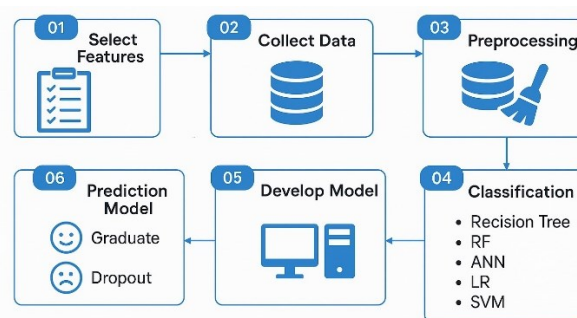 01
Select
Features
02
Collect Data
03
Preprocessing
04
Classification
• Recision Tree
• RF
• ANN
• LR
• SVM
05
Develop Model
06
Prediction
Model
Graduate
Dropout